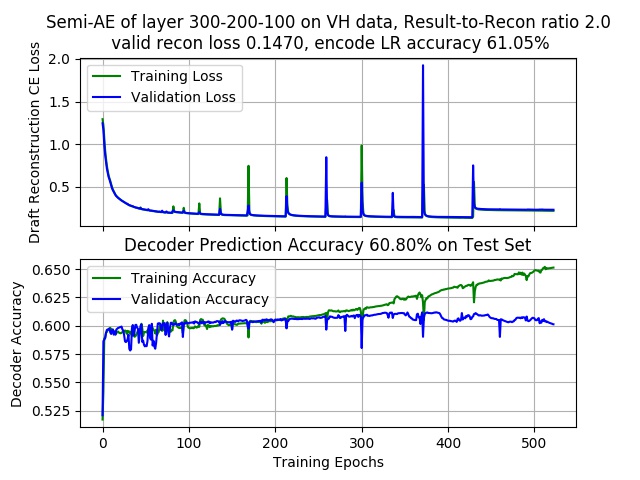 Semi-AE of layer 300-200-100 on VH data, Result-to-Recon ratio 2.0
valid recon loss 0.1470, encode LR accuracy 61.05%
Draft Reconstruction CE Loss
2.0
1.5
1.0
0.5
Training Loss
Validation Loss
Decoder Prediction Accuracy 60.80% on Test Set
Decoder Accuracy
0.650
0.625
0.600
0.575
0.550
0.525
Training Accuracy
Validation Accuracy
0 100 200 300 400 500
Training Epochs